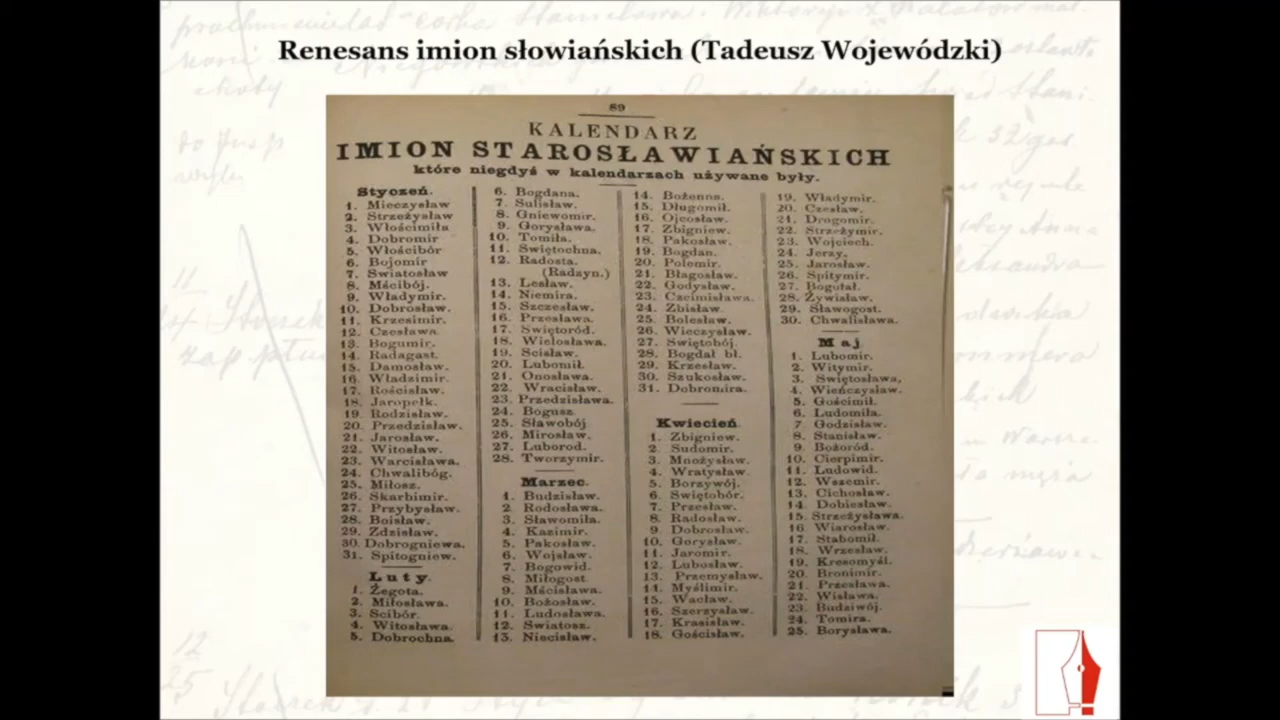 Renesans imion słowiańskich (Tadeusz Wojewódzki)
89
KALENDARZ
IMION STAROSŁAWIAŃSKICH
które niegdyś w kalendarzach używane były.
Styczeń.
1. Mieczysław
2. Strzeżysław
3. Włościmiła
4. Dobromir
5. Włościbór
6. Bojomir
7. Światosław
8. Mścibój.
9. Władymir.
10. Dobrosław.
11. Krzesimir.
12. Czesława.
13. Bogumir.
14. Radagast.
15. Damosław.
16. Władzimir.
17. Rościsław.
18. Jaropełk.
19. Rodzisław.
20. Przedzisław.
21. Jarosław.
22. Witosław.
23. Warcisława.
24. Chwalibóg.
25. Miłosz.
26. Skarbimir.
27. Przybysław.
28. Boisław.
29. Zdzisław.
30. Dobrogniewa.
31. Spitogniew.
Luty.
1. Żegota.
2. Miłosława.
3. Scibór.
4. Witosława.
5. Dobrochna.
6. Bogdana.
7. Sulisław.
8. Gniewomir.
9. Gorysława.
10. Tomiła.
11. Świętochna.
12. Radosta.
(Radzyn.)
13. Lesław.
14. Niemira.
15. Szczesław.
16. Przesława.
17. Swiętoród.
18. Wielosława.
19. Scisław.
20. Lubomił.
21. Onosława.
22. Wracisław.
23. Przedzisława.
24. Bogusz.
25. Sławobój
26. Mirosław.
27. Luborod.
28. Tworzymir.
Marzec.
1. Budzisław.
2. Rodosława.
3. Sławomiła.
4. Kazimir.
5. Pakosław.
6. Wojsław.
7. Bogowid.
8. Miłogost.
9. Mścisława.
10. Bożosław.
11. Ludosława.
12. Swiatosz.
13. Niecisław.
14. Bożenna.
15. Długomił.
16. Ojcosław.
17. Zbigniew.
18. Pakosław.
19. Bogdan.
20. Polemir.
21. Błagosław.
22. Godysław.
23. Czcimisława.
24. Zbisław.
25. Bolesław.
26. Wieczysław.
27. Świętobój.
28. Bogdał bł.
29. Krzesław.
30. Szukosław.
31. Dobromira.
Kwiecień.
1. Zbigniew.
2. Sudomir.
3. Mnożysław.
4. Wratysław.
5. Borzywój.
6. Swiętobór.
7. Przesław.
8. Radosław.
9. Dobrosław.
10. Gorysław.
11. Jaromir.
12. Lubosław.
13. Przemysław.
14. Myślimir.
15. Wacław.
16. Szerzysław.
17. Krasisław.
18. Gościsław.
19. Władymir.
20. Czesław.
21. Drogomir.
22. Strzeżymir.
23. Wojciech.
24. Jerzy.
25. Jarosław.
26. Spitymir.
27. Bogufał.
28. Żywisław.
29. Sławogost.
30. Chwalisława.
Maj
1. Lubomir.
2. Witymir.
3. Swiętosława,
4. Wieńczysław.
5. Gościmił.
6. Ludomiła.
7 Godzisław.
8. Stanisław.
9. Bożoród.
10. Cierpimir.
11. Ludowid.
12. Wszemir.
13. Cichosław.
14. Dobiesław.
15. Strzeżysława.
16. Wiarosław.
17. Stabomił.
18. Wrzesław.
19. Kresomyśl.
20. Bronimir.
21. Przesława.
22. Wisława.
23. Budziwój.
24. Tomira.
25. Borysława.